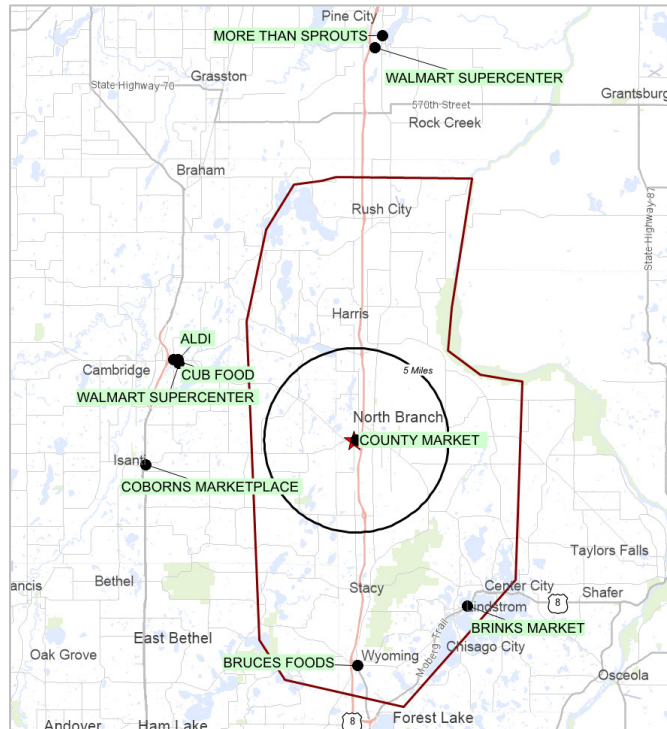 Pine City
MORE THAN SPROUTS
WALMART SUPERCENTER
Grasston
State Highway 70
Grantsburg
570th Street
Rock Creek
Braham
State Highway 87
Rush City
Harris
ALDI
Cambridge
CUB FOOD
5 Miles
WALMART SUPERCENTER
North Branch
COUNTY MARKET
Isanti
COBORNS MARKETPLACE
Taylors Falls
ancis
Bethel
Stacy
Center City
Shafer
8
Lindstrom
BRINKS MARKET
East Bethel
Moberg Trail
Chisago City
Oak Grove
BRUCES FOODS
Wyoming
Osceola
Andover
Ham Lake
8
Forest Lake